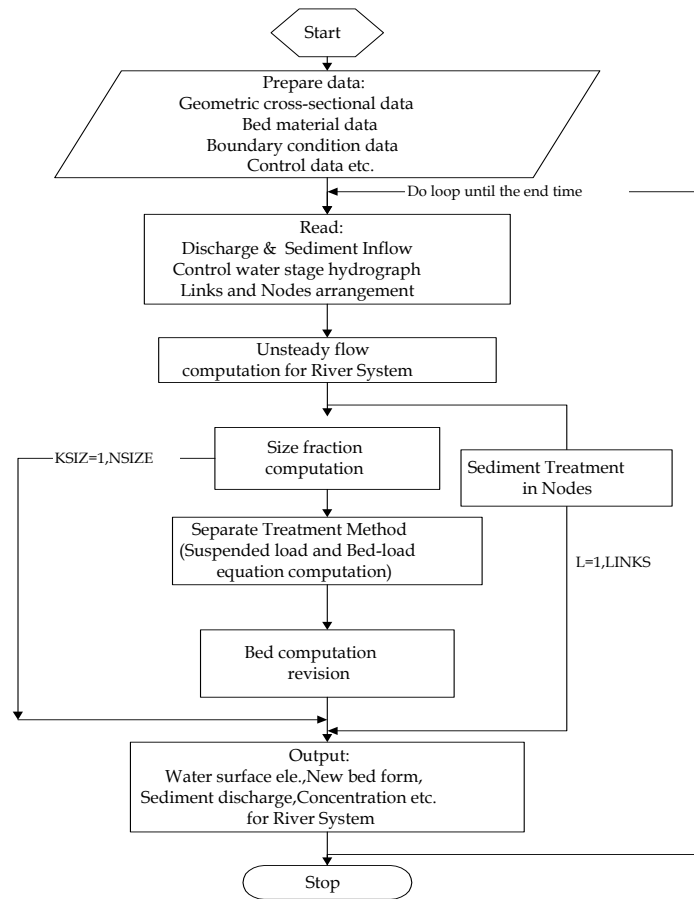 Start
Prepare data:
Geometric cross-sectional data
Bed material data
Boundary condition data
Control data etc.
Do loop until the end time
Read:
Discharge & Sediment Inflow
Control water stage hydrograph
Links and Nodes arrangement
Unsteady flow
computation for River System
Size fraction
computation
KSIZ=1,NSIZE
Sediment Treatment
in Nodes
Separate Treatment Method
(Suspended load and Bed-load
equation computation)
L=1,LINKS
Bed computation
revision
Output:
Water surface ele.,New bed form,
Sediment discharge,Concentration etc.
for River System
Stop